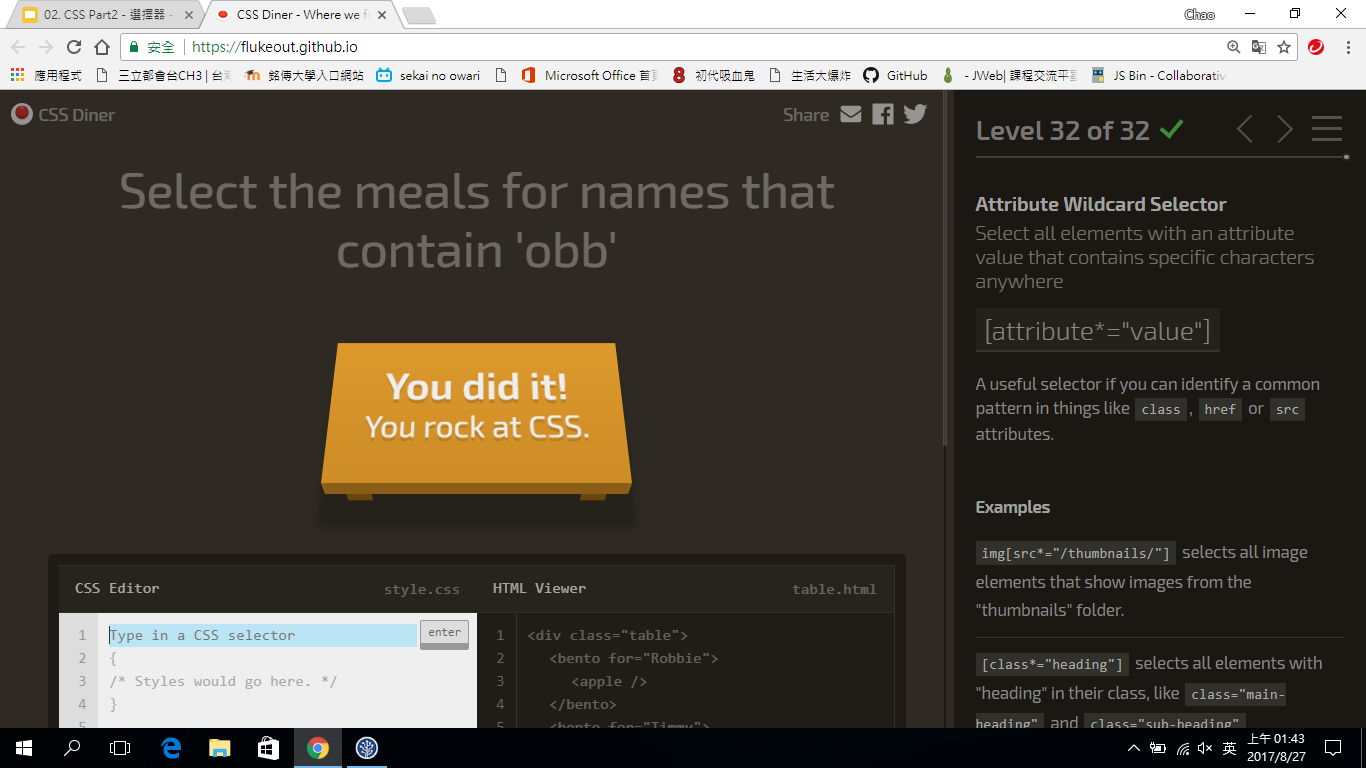 02. CSS Part2 - 選擇器 -
CSS Diner - Where we f
Chao
安全 | https://flukeout.github.io
應用程式
三立都會台CH3 | 台
銘傳大學入口網站
sekai no owari
Microsoft Office 首頁
初代吸血鬼
生活大爆炸
GitHub
- JWeb| 課程交流平
JS Bin - Collaborativ
CSS Diner
Share
Select the meals for names that
contain 'obb'
You did it!
You rock at CSS.
CSS Editor
style.css
HTML Viewer
table.html
1 Type in a CSS selector
enter
2 {
3 /* Styles would go here. */
4 }
5
1 <div class="table">
2 <bento for="Robbie">
3 <apple />
4 </bento>
5 <bento for="Timmy">
Level 32 of 32
Attribute Wildcard Selector
Select all elements with an attribute
value that contains specific characters
anywhere
[attribute*="value"]
A useful selector if you can identify a common
pattern in things like class , href or src
attributes.
Examples
img[src*="/thumbnails/"] selects all image
elements that show images from the
"thumbnails" folder.
[class*="heading"] selects all elements with
"heading" in their class, like class="main-
heading" and class="sub-heading"
英
上午 01:43
2017/8/27